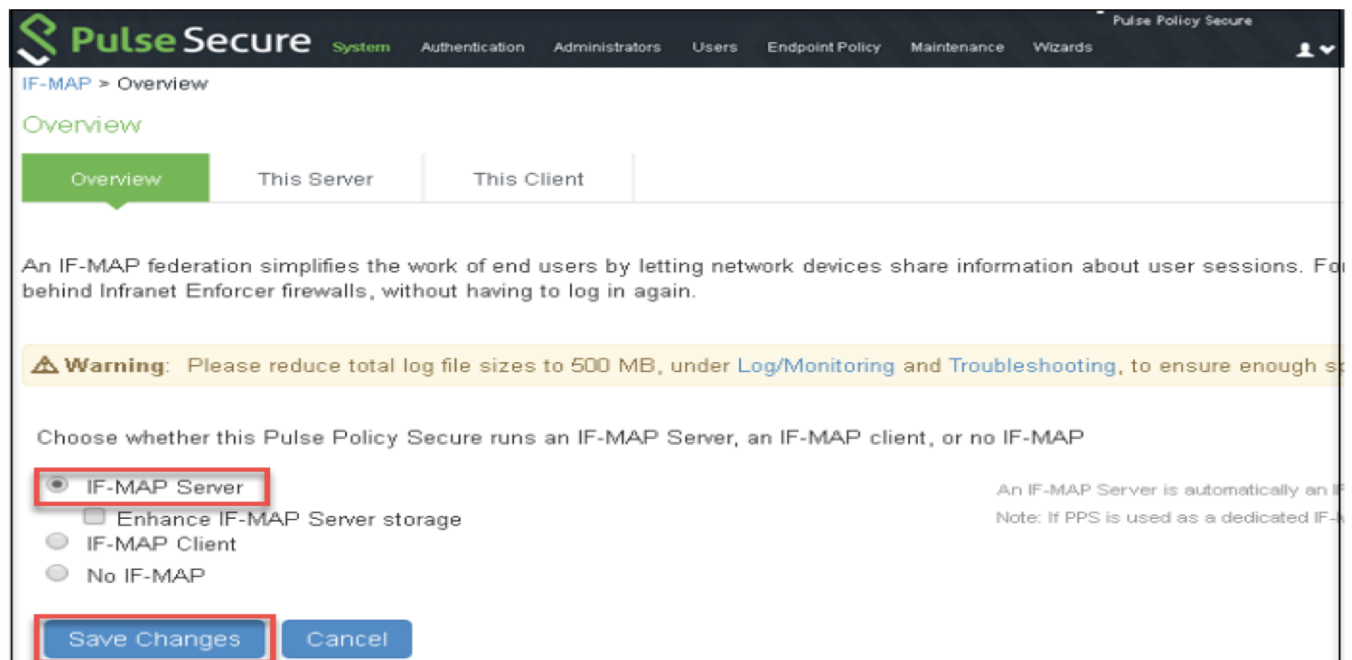 Pulse Policy Secure
Pulse Secure System Authentication Administrators Users Endpoint Policy Maintenance Wizards
IF-MAP > Overview
Overview
Overview This Server This Client
An IF-MAP federation simplifies the work of end users by letting network devices share information about user sessions. Fo
behind Infranet Enforcer firewalls, without having to log in again.
Warning: Please reduce total log file sizes to 500 MB, under Log/Monitoring and Troubleshooting, to ensure enough s
Choose whether this Pulse Policy Secure runs an IF-MAP Server, an IF-MAP client, or no IF-MAP
IF-MAP Server An IF-MAP Server is automatically an IF
Enhance IF-MAP Server storage Note: If PPS is used as a dedicated IF-M
IF-MAP Client
No IF-MAP
Save Changes Cancel